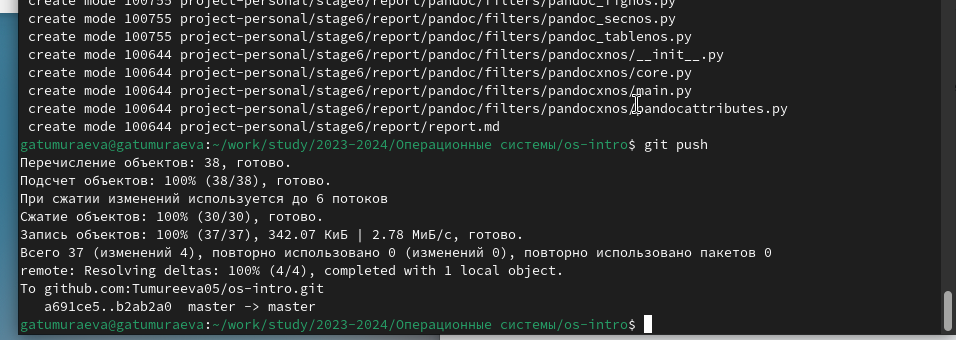 create mode 100755 project-personal/stage6/report/pandoc/filters/pandoc_fignos.py
create mode 100755 project-personal/stage6/report/pandoc/filters/pandoc_secnos.py
create mode 100755 project-personal/stage6/report/pandoc/filters/pandoc_tablenos.py
create mode 100644 project-personal/stage6/report/pandoc/filters/pandocxnos/__init__.py
create mode 100644 project-personal/stage6/report/pandoc/filters/pandocxnos/core.py
create mode 100644 project-personal/stage6/report/pandoc/filters/pandocxnos/main.py
create mode 100644 project-personal/stage6/report/pandoc/filters/pandocxnos/pandocattributes.py
create mode 100644 project-personal/stage6/report/report.md
gatumuraeva@gatumuraeva:~/work/study/2023-2024/Операционные системы/os-intro$ git push
Перечисление объектов: 38, готово.
Подсчет объектов: 100% (38/38), готово.
При сжатии изменений используется до 6 потоков
Сжатие объектов: 100% (30/30), готово.
Запись объектов: 100% (37/37), 342.07 КиБ | 2.78 МиБ/с, готово.
Всего 37 (изменений 4), повторно использовано 0 (изменений 0), повторно использовано пакетов 0
remote: Resolving deltas: 100% (4/4), completed with 1 local object.
To github.com:Tumureeva05/os-intro.git
a691ce5..b2ab2a0 master -> master
gatumuraeva@gatumuraeva:~/work/study/2023-2024/Операционные системы/os-intro$